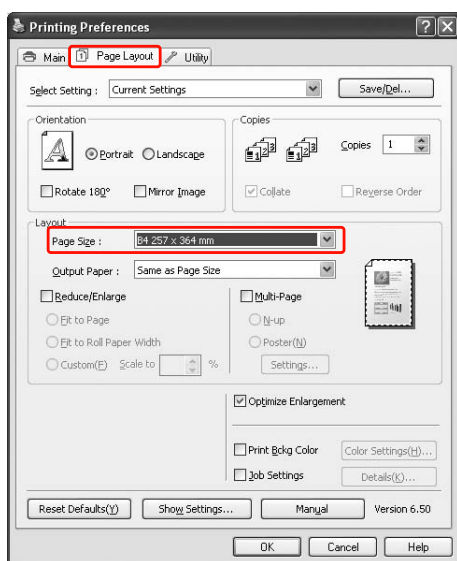 Printing Preferences
Main Page Layout Utility
Select Setting : Current Settings Save/Del...
Orientation
Portrait Landscape
Rotate 180° Mirror Image
Copies
Copies 1
Collate Reverse Order
Layout
Page Size : B4 257 x 364 mm
Output Paper : Same as Page Size
Reduce/Enlarge
Fit to Page
Fit to Roll Paper Width
Custom(E) Scale to %
Multi-Page
N-up
Poster(N)
Settings...
Optimize Enlargement
Print Bckg Color Color Settings(H)...
Job Settings Details(K)...
Reset Defaults(Y) Show Settings... Manual Version 6.50
OK Cancel Help